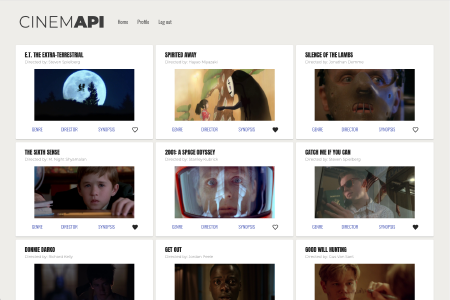 CINEMAPI
Home Profile Log out
E.T. THE EXTRA-TERRESTRIAL
Directed by: Steven Spielberg
GENRE DIRECTOR SYNOPSIS
SPIRITED AWAY
Directed by: Hayao Miyazaki
GENRE DIRECTOR SYNOPSIS
SILENCE OF THE LAMBS
Directed by: Jonathan Demme
GENRE DIRECTOR SYNOPSIS
THE SIXTH SENSE
Directed by: M. Night Shyamalan
GENRE DIRECTOR SYNOPSIS
2001: A SPACE ODYSSEY
Directed by: Stanley Kubrick
GENRE DIRECTOR SYNOPSIS
CATCH ME IF YOU CAN
Directed by: Steven Spielberg
GENRE DIRECTOR SYNOPSIS
DONNIE DARKO
Directed by: Richard Kelly
GET OUT
Directed by: Jordan Peele
GOOD WILL HUNTING
Directed by: Gus Van Sant